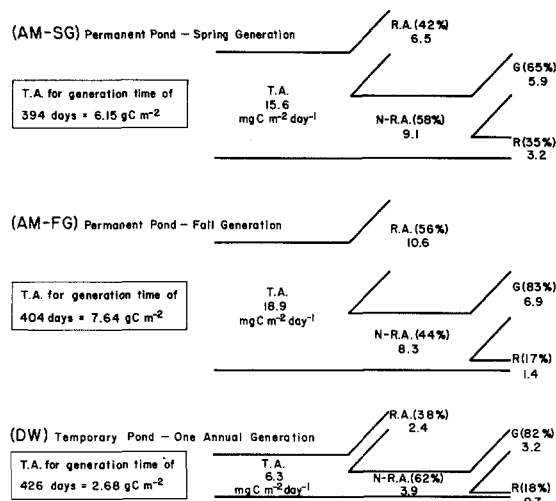 (AM-SG) Permanent Pond – Spring Generation
R.A. (42%)
6.5
T.A. for generation time of
394 days = 6.15 gC m⁻²
T.A.
15.6
mg C m⁻² day⁻¹
G (65%)
5.9
N-R.A. (58%)
9.1
R (35%)
3.2
(AM-FG) Permanent Pond – Fall Generation
R.A. (56%)
10.6
T.A. for generation time of
404 days = 7.64 gC m⁻²
T.A.
18.9
mg C m⁻² day⁻¹
G (83%)
6.9
N-R.A. (44%)
8.3
R (17%)
1.4
(DW) Temporary Pond – One Annual Generation
R.A. (38%)
2.4
T.A. for generation time of
426 days = 2.68 gC m⁻²
T.A.
6.3
mg C m⁻² day⁻¹
G (82%)
3.2
N-R.A. (62%)
3.9
R (18%)